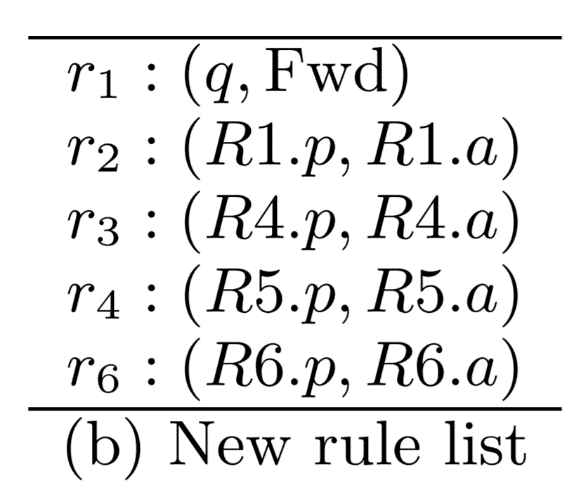 r₁ : (q, Fwd)
r₂ : (R1.p, R1.a)
r₃ : (R4.p, R4.a)
r₄ : (R5.p, R5.a)
r₆ : (R6.p, R6.a)
(b) New rule list